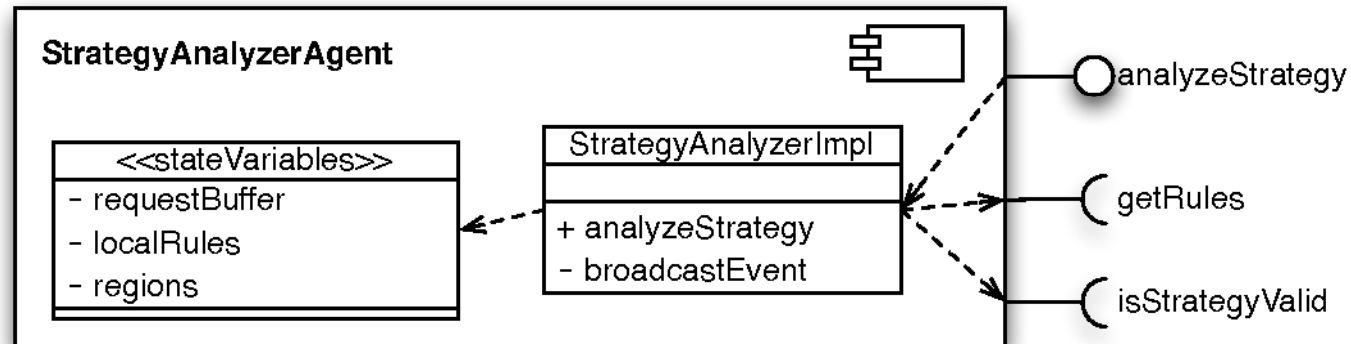 StrategyAnalyzerAgent
<<stateVariables>>
- requestBuffer
- localRules
- regions
StrategyAnalyzerImpl
+ analyzeStrategy
- broadcastEvent
analyzeStrategy
getRules
isStrategyValid